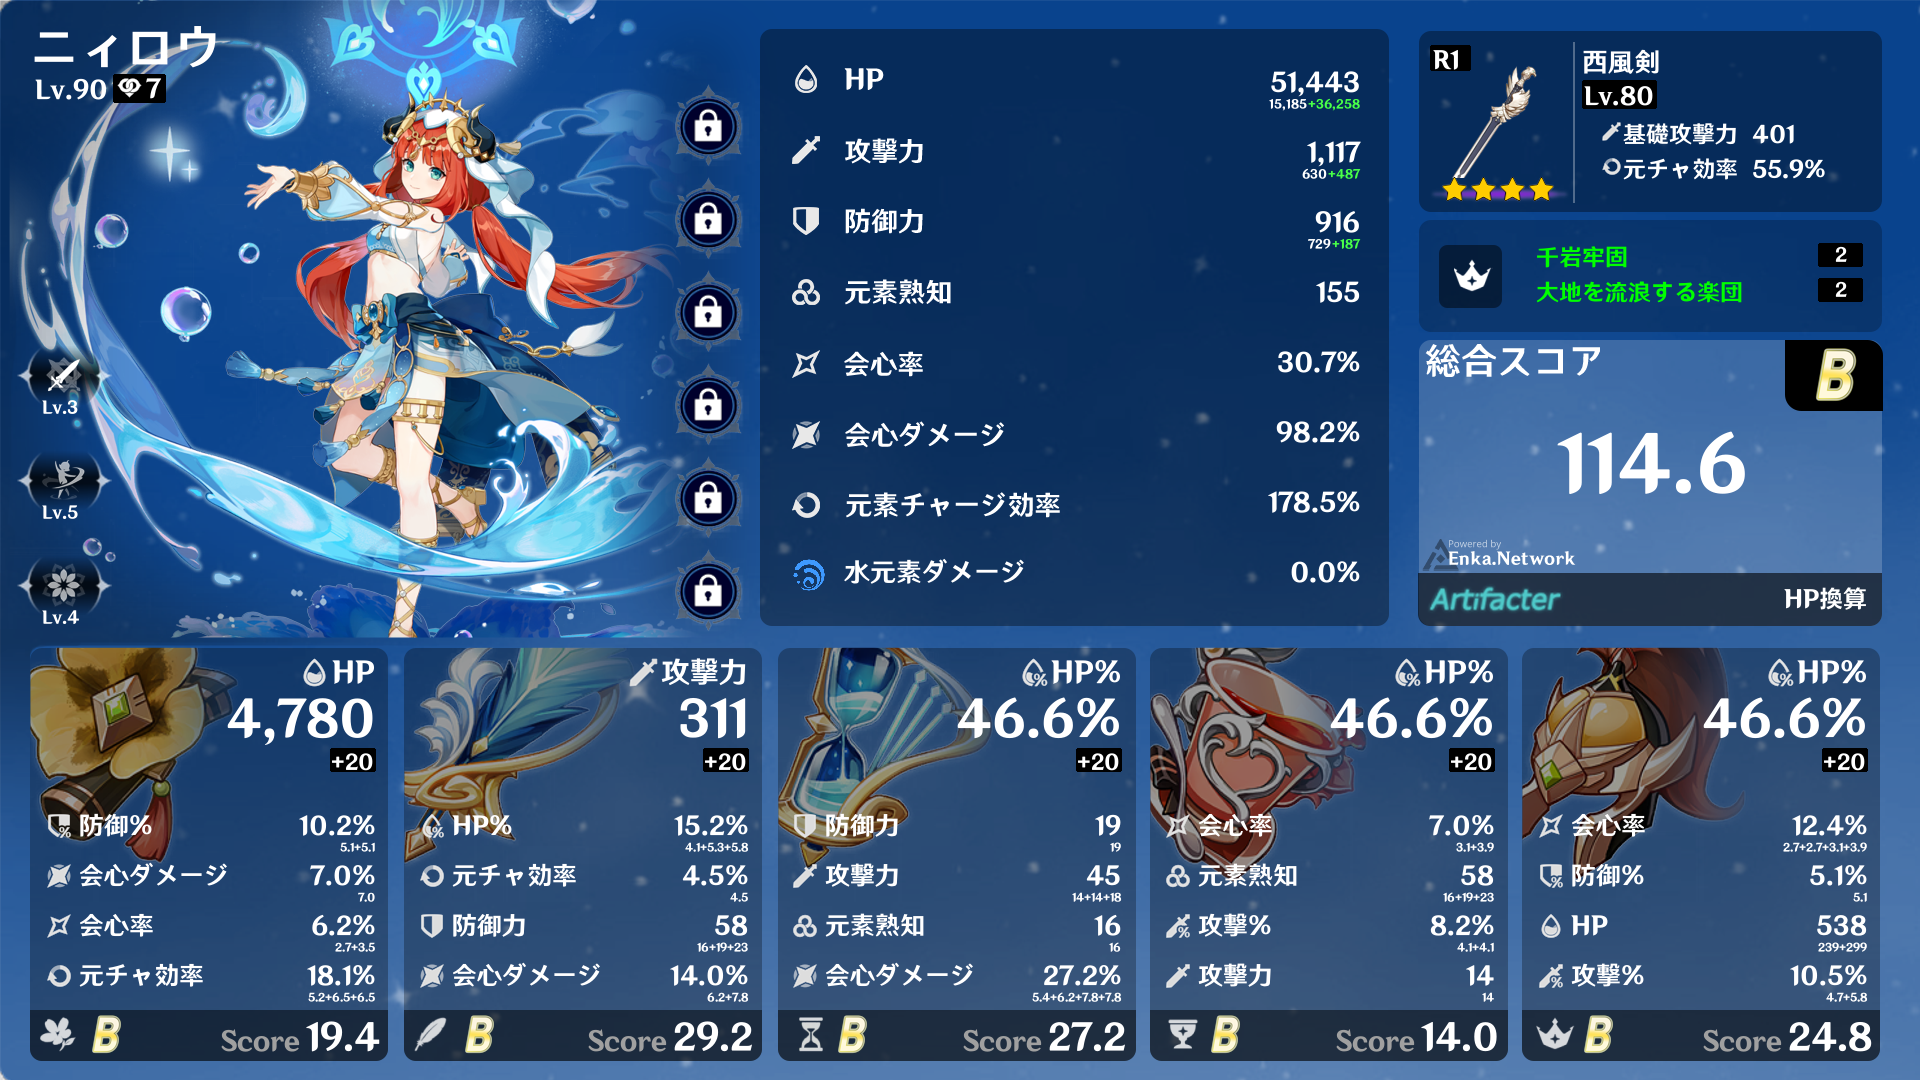 ニィロウ
Lv.90 7
Lv.3
Lv.5
Lv.4
HP 51,443
15,185+36,258
攻撃力 1,117
630+487
防御力 916
729+187
元素熟知 155
会心率 30.7%
会心ダメージ 98.2%
元素チャージ効率 178.5%
水元素ダメージ 0.0%
R1
西風剣
Lv.80
基礎攻撃力 401
元チャ効率 55.9%
千岩牢固 2
大地を流浪する楽団 2
総合スコア B
114.6
Powered by
Enka.Network
Artifacter HP換算
HP
4,780
+20
防御% 10.2%
5.1+5.1
会心ダメージ 7.0%
7.0
会心率 6.2%
2.7+3.5
元チャ効率 18.1%
5.2+6.5+6.5
B Score 19.4
攻撃力
311
+20
HP% 15.2%
4.1+5.3+5.8
元チャ効率 4.5%
4.5
防御力 58
16+19+23
会心ダメージ 14.0%
6.2+7.8
B Score 29.2
HP%
46.6%
+20
防御力 19
19
攻撃力 45
14+14+18
元素熟知 16
16
会心ダメージ 27.2%
5.4+6.2+7.8+7.8
B Score 27.2
HP%
46.6%
+20
会心率 7.0%
3.1+3.9
元素熟知 58
16+19+23
攻撃% 8.2%
4.1+4.1
攻撃力 14
14
B Score 14.0
HP%
46.6%
+20
会心率 12.4%
2.7+2.7+3.1+3.9
防御% 5.1%
5.1
HP 538
239+299
攻撃% 10.5%
4.7+5.8
B Score 24.8